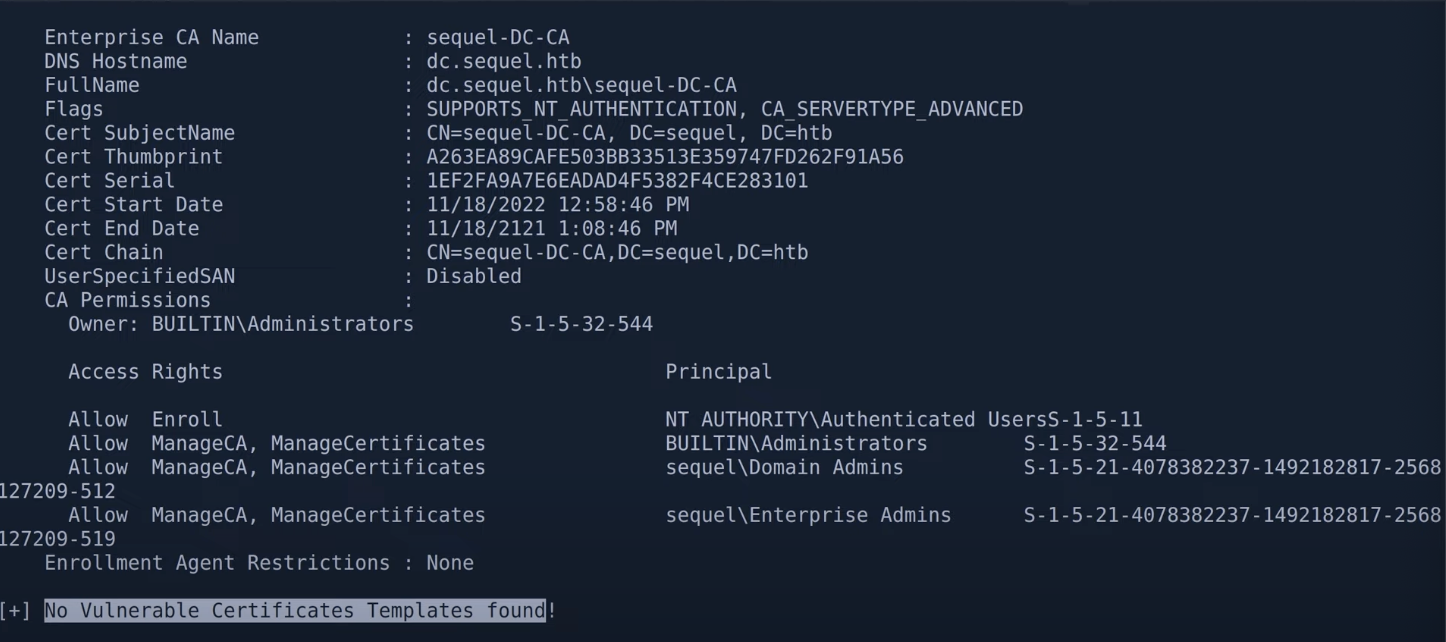 Enterprise CA Name : sequel-DC-CA
DNS Hostname : dc.sequel.htb
FullName : dc.sequel.htb\sequel-DC-CA
Flags : SUPPORTS_NT_AUTHENTICATION, CA_SERVERTYPE_ADVANCED
Cert SubjectName : CN=sequel-DC-CA, DC=sequel, DC=htb
Cert Thumbprint : A263EA89CAFE503BB33513E359747FD262F91A56
Cert Serial : 1EF2FA9A7E6EADAD4F5382F4CE283101
Cert Start Date : 11/18/2022 12:58:46 PM
Cert End Date : 11/18/2121 1:08:46 PM
Cert Chain : CN=sequel-DC-CA,DC=sequel,DC=htb
UserSpecifiedSAN : Disabled
CA Permissions :
Owner: BUILTIN\Administrators S-1-5-32-544
Access Rights Principal
Allow Enroll NT AUTHORITY\Authenticated UsersS-1-5-11
Allow ManageCA, ManageCertificates BUILTIN\Administrators S-1-5-32-544
Allow ManageCA, ManageCertificates sequel\Domain Admins S-1-5-21-4078382237-1492182817-2568
127209-512
Allow ManageCA, ManageCertificates sequel\Enterprise Admins S-1-5-21-4078382237-1492182817-2568
127209-519
Enrollment Agent Restrictions : None
[+] No Vulnerable Certificates Templates found!